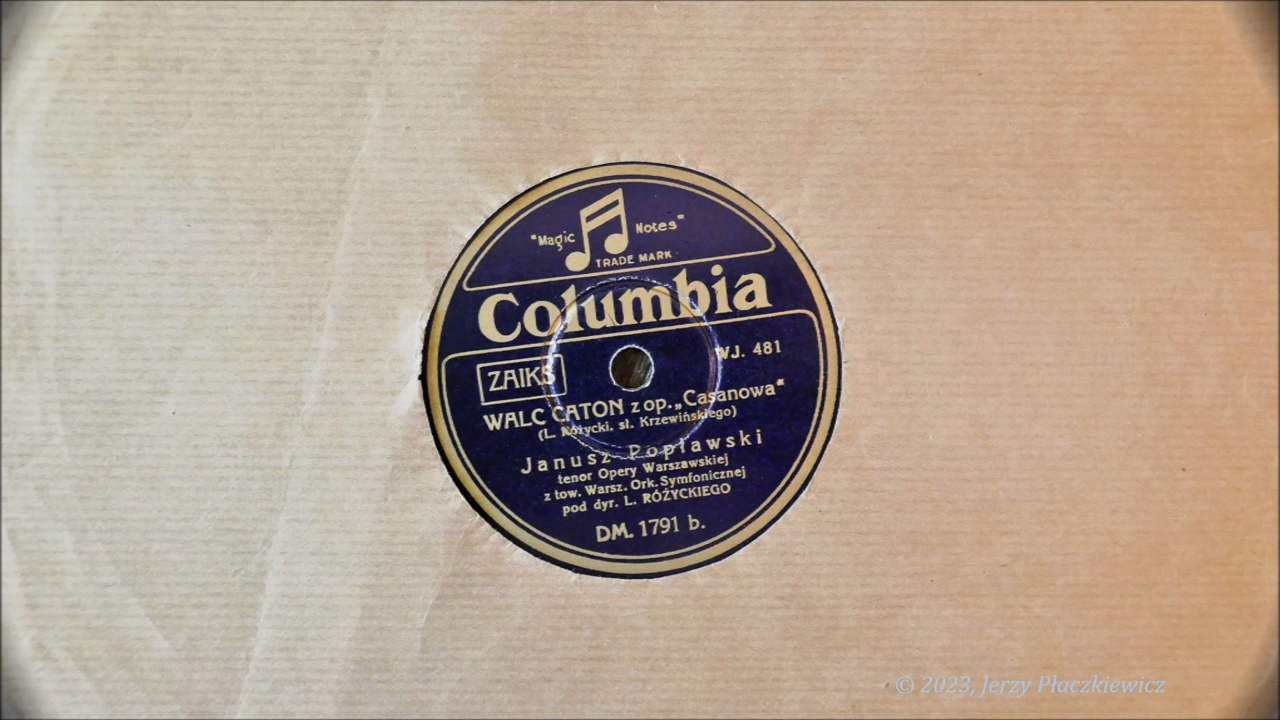 "Magic Notes"
TRADE MARK
Columbia
ZAIKS
WJ. 481
WALC CATON z op. „Casanowa“
(L. Różycki. sł. Krzewińskiego)
Janusz Popławski
tenor Opery Warszawskiej
z tow. Warsz. Ork. Symfonicznej
pod dyr. L. RÓŻYCKIEGO
DM. 1791 b.
© 2023, Jerzy Płaczkiewicz